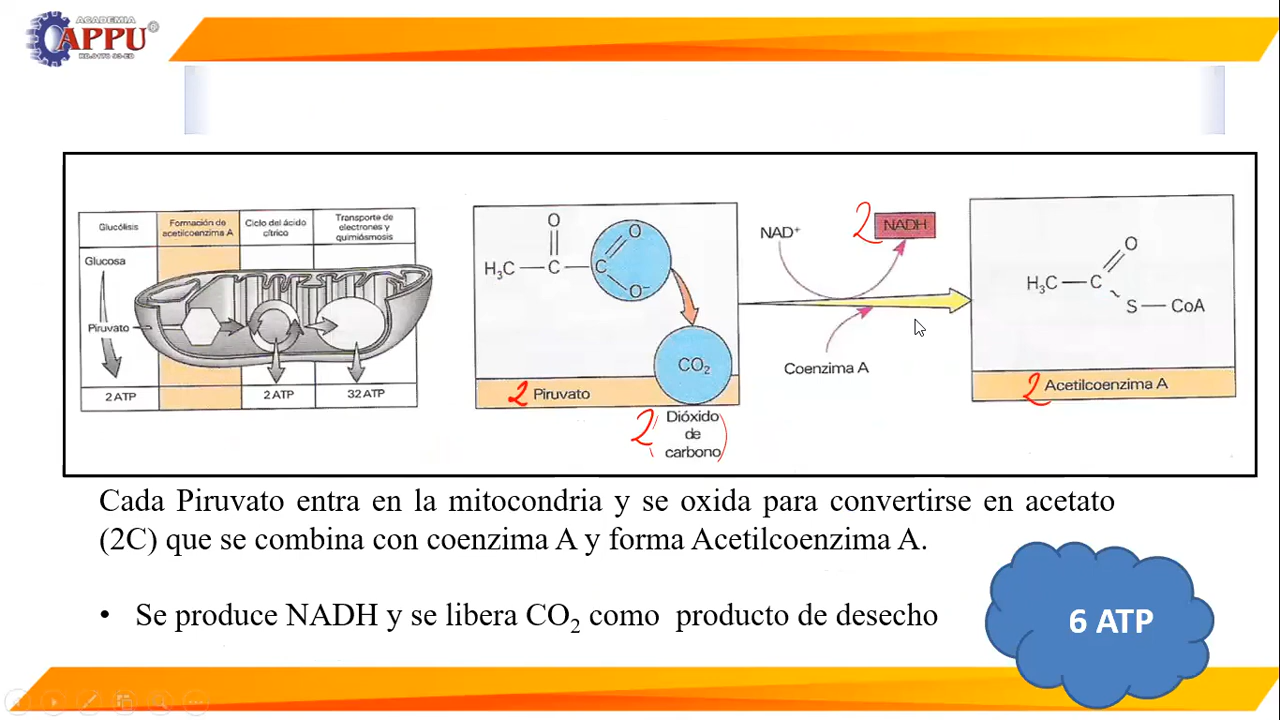 ACADEMIA
APPU
®
Glucólisis
Formación de
acetilcoenzima A
Ciclo del ácido
cítrico
Transporte de
electrones y
quimiósmosis
Glucosa
Piruvato
2 ATP
2 ATP
32 ATP
O
H₃C — C — C
O
O⁻
CO₂
2 Piruvato
2 Dióxido
de
carbono
NAD⁺
2 NADH
Coenzima A
O
H₃C — C
S — CoA
2 Acetilcoenzima A
Cada Piruvato entra en la mitocondria y se oxida para convertirse en acetato
(2C) que se combina con coenzima A y forma Acetilcoenzima A.
• Se produce NADH y se libera CO₂ como producto de desecho
6 ATP